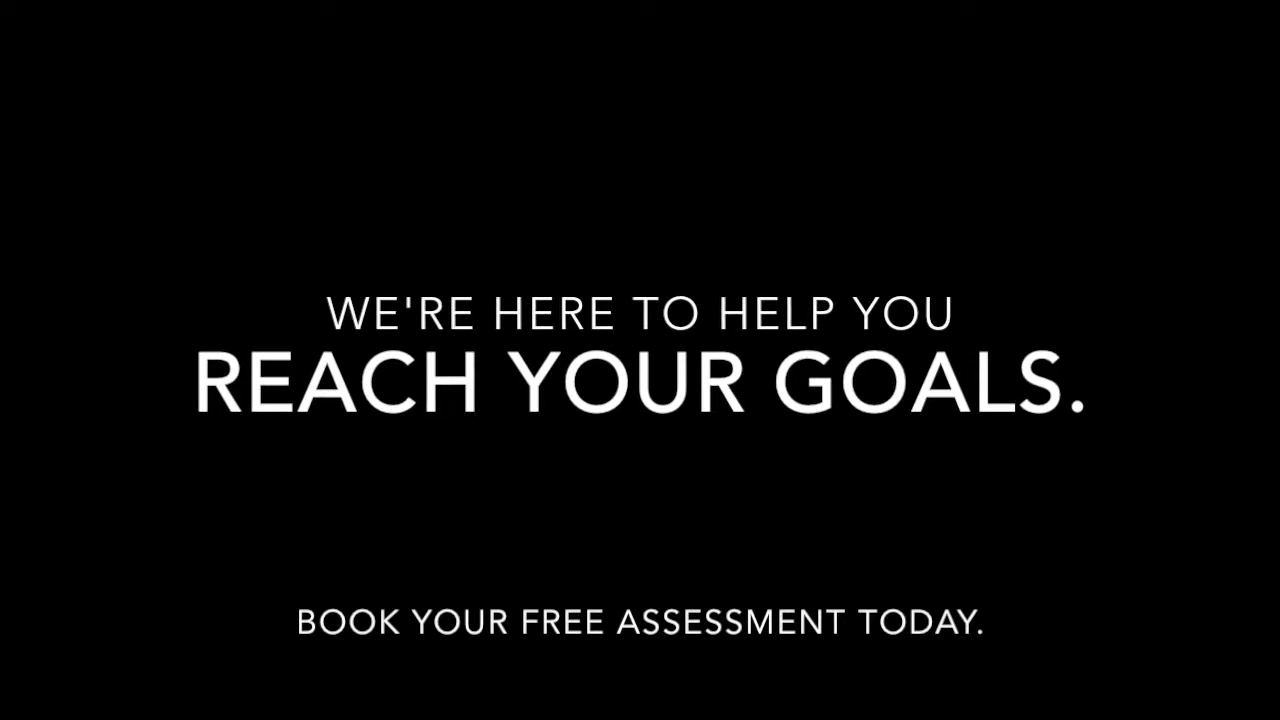 WE'RE HERE TO HELP YOU
REACH YOUR GOALS.
BOOK YOUR FREE ASSESSMENT TODAY.